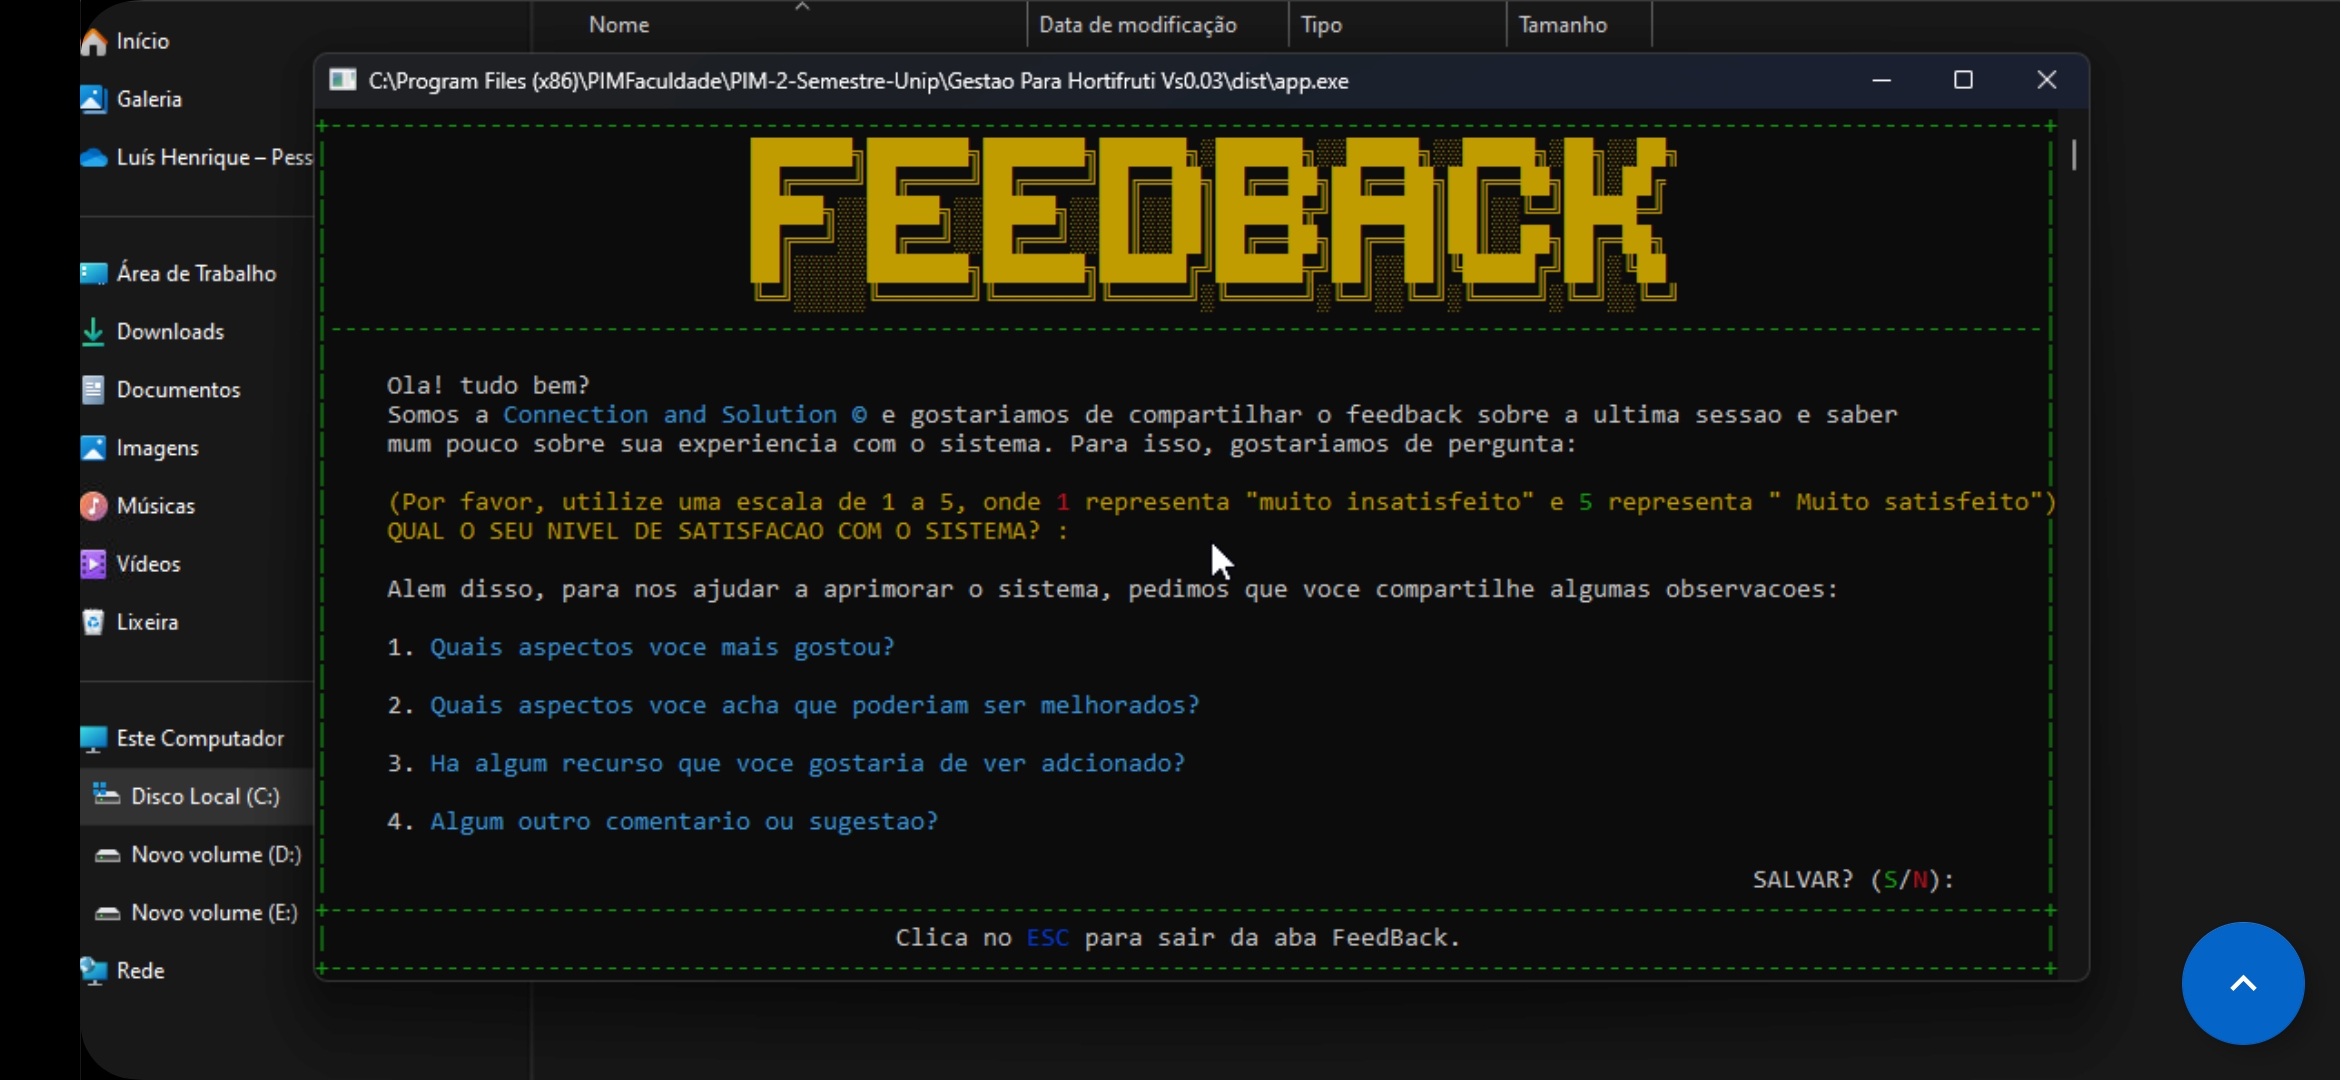 Nome
Data de modificação
Tipo
Tamanho
Início
Galeria
Luís Henrique – Pess
Área de Trabalho
Downloads
Documentos
Imagens
Músicas
Vídeos
Lixeira
Este Computador
Disco Local (C:)
Novo volume (D:)
Novo volume (E:)
Rede
C:\Program Files (x86)\PIMFaculdade\PIM-2-Semestre-Unip\Gestao Para Hortifruti Vs0.03\dist\app.exe
FEEDBACK
Ola! tudo bem?
Somos a Connection and Solution © e gostariamos de compartilhar o feedback sobre a ultima sessao e saber
mum pouco sobre sua experiencia com o sistema. Para isso, gostariamos de pergunta:
(Por favor, utilize uma escala de 1 a 5, onde 1 representa "muito insatisfeito" e 5 representa " Muito satisfeito")
QUAL O SEU NIVEL DE SATISFACAO COM O SISTEMA? :
Alem disso, para nos ajudar a aprimorar o sistema, pedimos que voce compartilhe algumas observacoes:
1. Quais aspectos voce mais gostou?
2. Quais aspectos voce acha que poderiam ser melhorados?
3. Ha algum recurso que voce gostaria de ver adcionado?
4. Algum outro comentario ou sugestao?
SALVAR? (S/N):
Clica no ESC para sair da aba FeedBack.